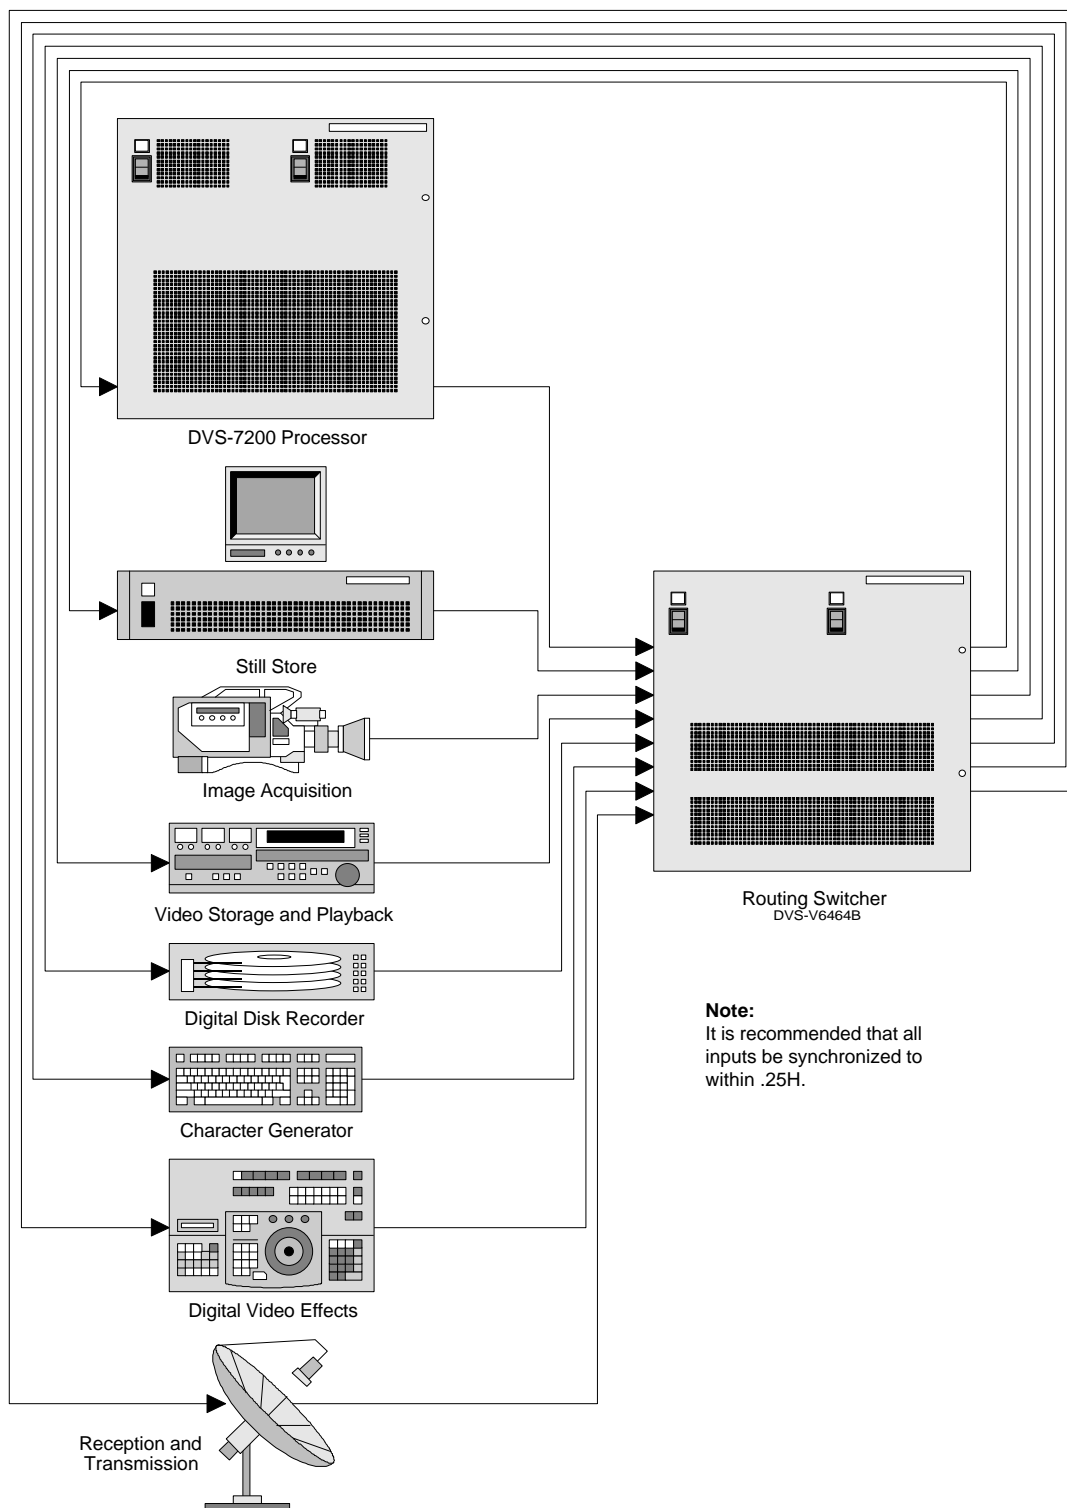 DVS-7200 Processor
Still Store
Image Acquisition
Video Storage and Playback
Digital Disk Recorder
Character Generator
Digital Video Effects
Reception and
Transmission
Routing Switcher
DVS-V6464B
Note:
It is recommended that all
inputs be synchronized to
within .25H.